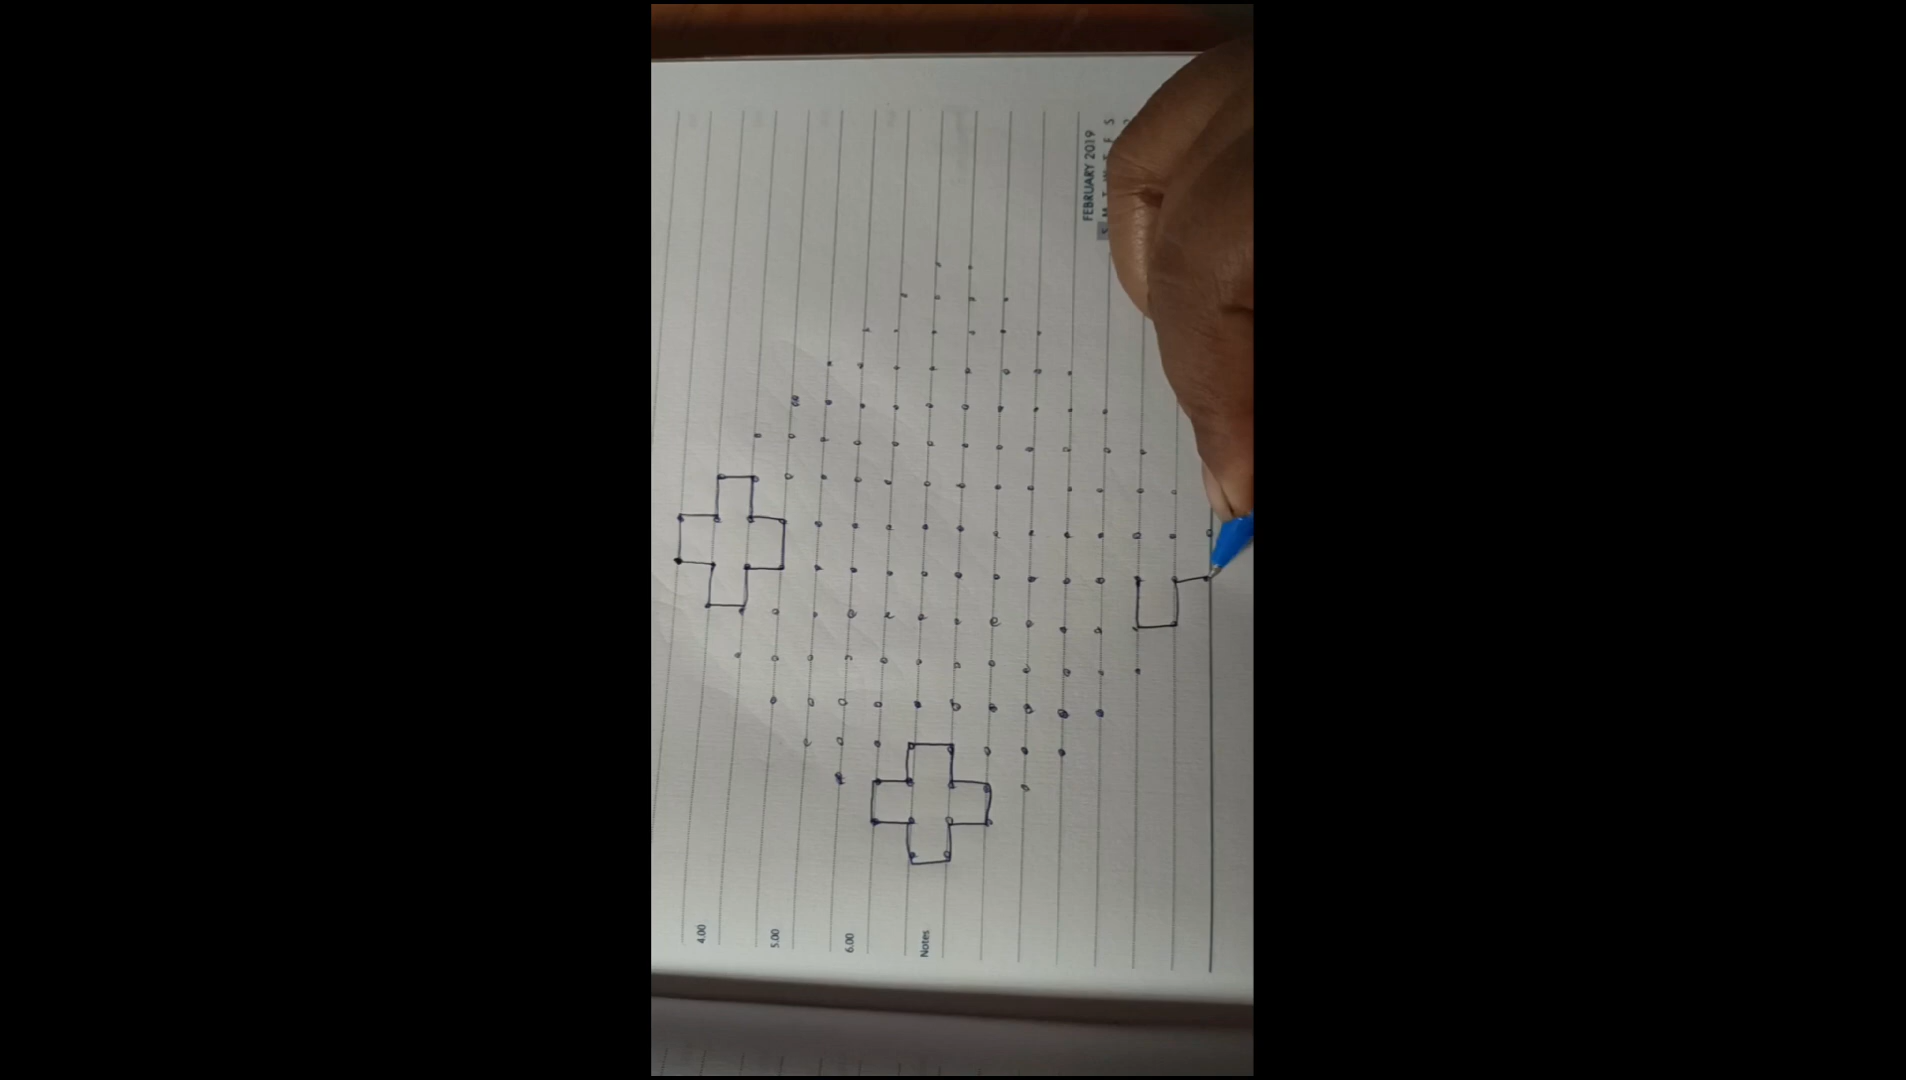 FEBRUARY 2019
S M T W T F S
4.00
5.00
6.00
Notes